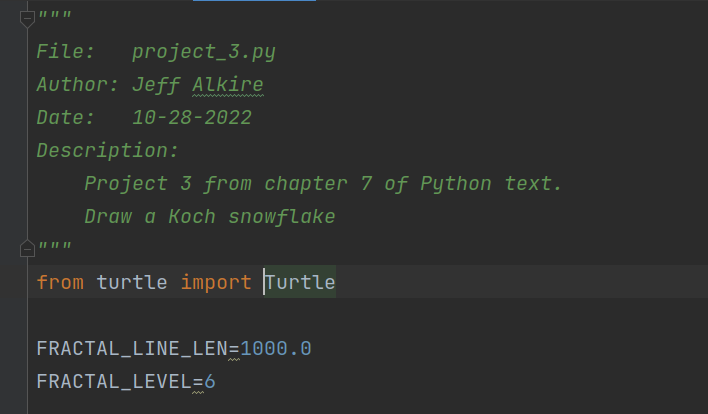 """
File:   project_3.py
Author: Jeff Alkire
Date:   10-28-2022
Description:
    Project 3 from chapter 7 of Python text.
    Draw a Koch snowflake
"""
from turtle import Turtle
FRACTAL_LINE_LEN=1000.0
FRACTAL_LEVEL=6